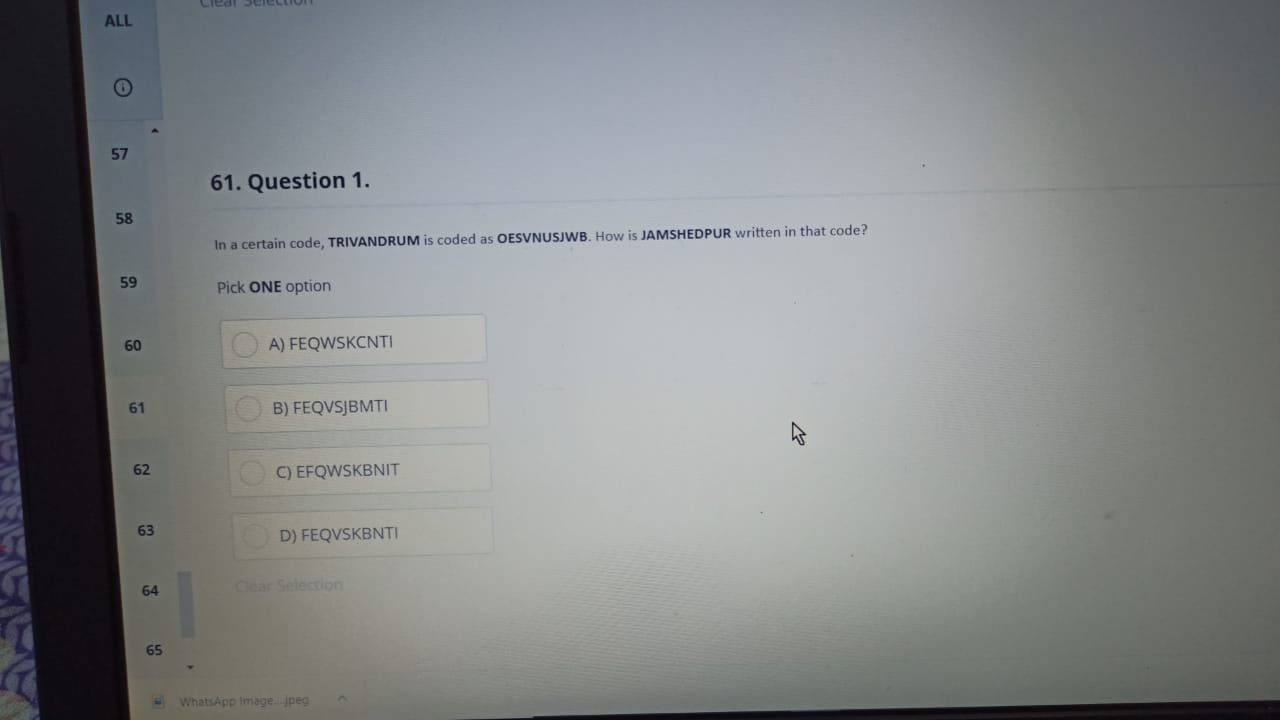 Clear Selection
ALL
57
61. Question 1.
58
In a certain code, TRIVANDRUM is coded as OESVNUSJWB. How is JAMSHEDPUR written in that code?
59
Pick ONE option
60
A) FEQWSKCNTI
61
B) FEQVSJBMTI
62
C) EFQWSKBNIT
63
D) FEQVSKBNTI
64
Clear Selection
65
WhatsApp Image...jpeg